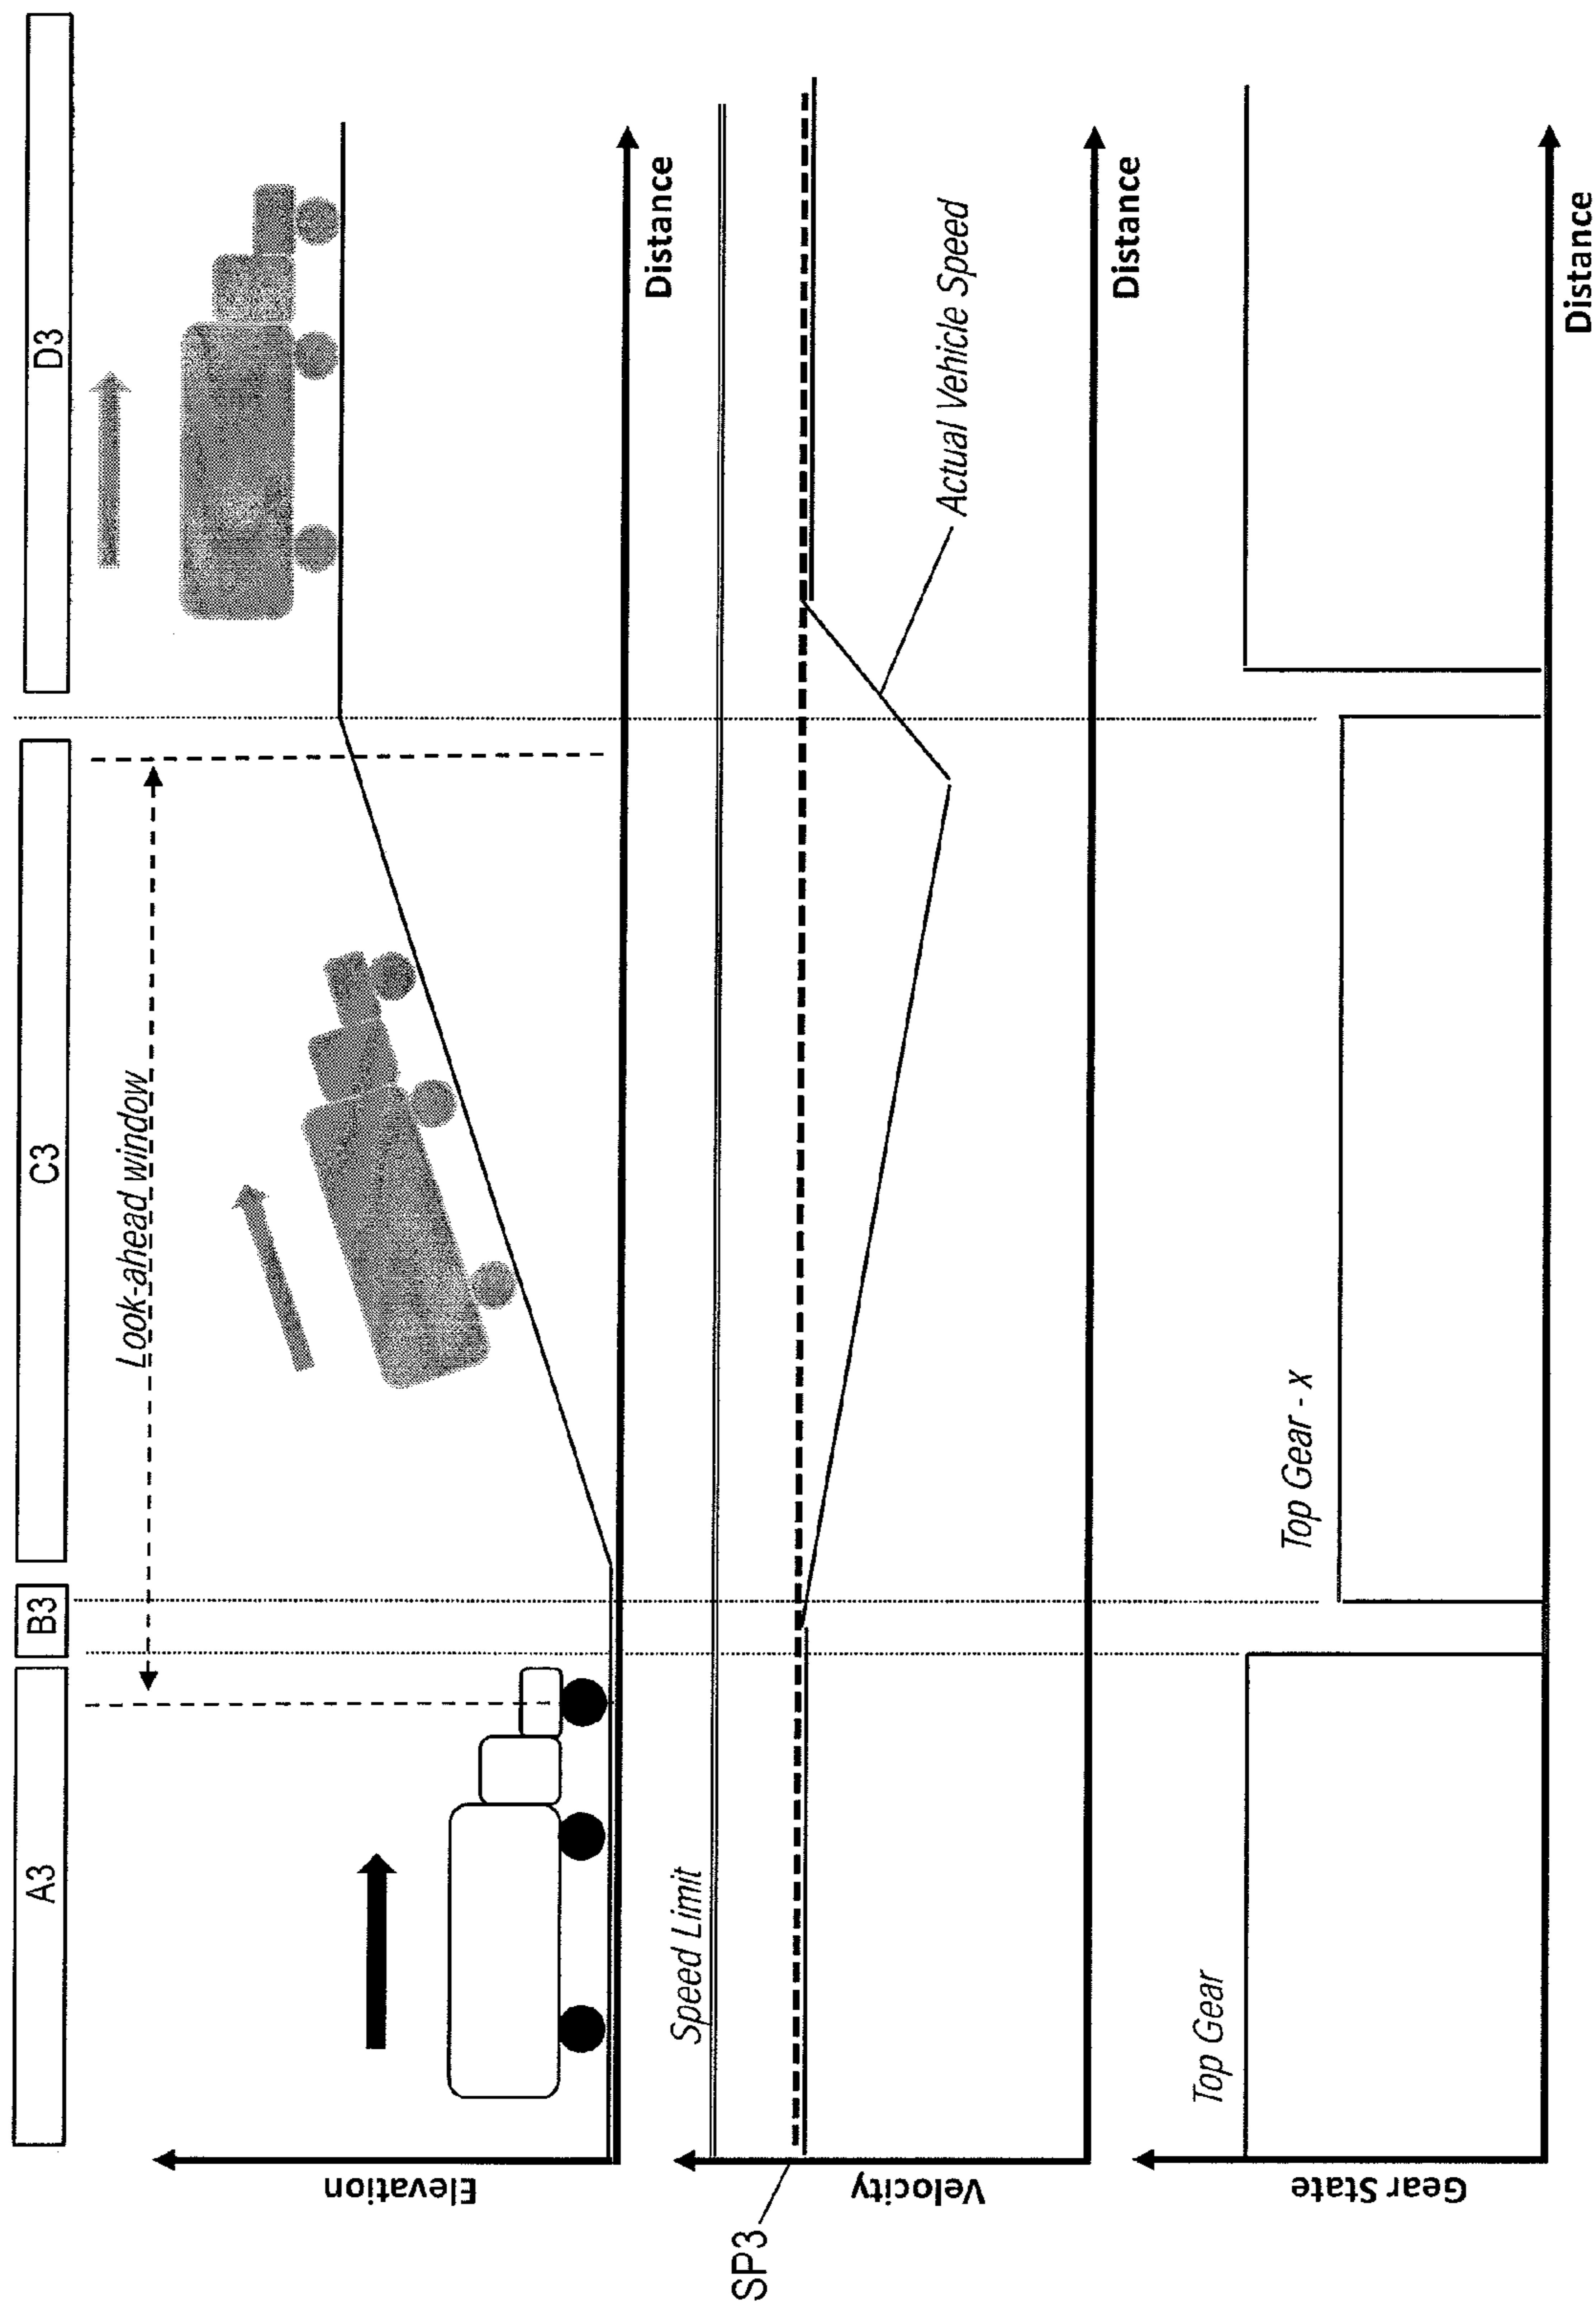 A3
B3
C3
D3
Look-ahead window
Elevation
Distance
Speed Limit
SP3
Velocity
Actual Vehicle Speed
Distance
Top Gear
Top Gear - X
Gear State
Distance